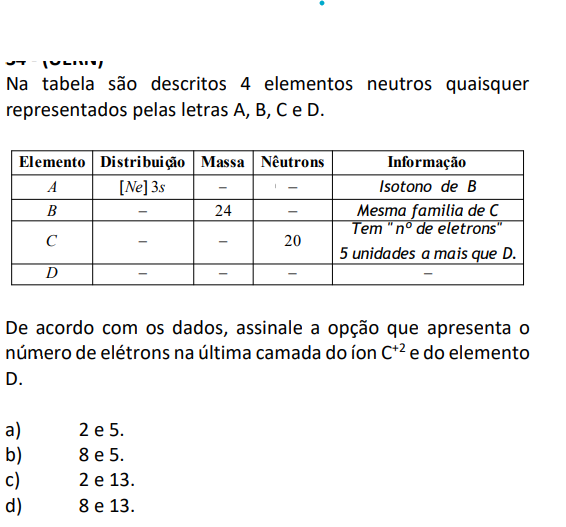 Na tabela são descritos 4 elementos neutros quaisquer
representados pelas letras A, B, C e D.
Elemento Distribuição Massa Nêutrons Informação
A [Ne] 3s – – Isotono de B
B – 24 – Mesma familia de C
C – – 20 Tem "nº de eletrons"
5 unidades a mais que D.
D – – – –
De acordo com os dados, assinale a opção que apresenta o
número de elétrons na última camada do íon C⁺² e do elemento
D.
a) 2 e 5.
b) 8 e 5.
c) 2 e 13.
d) 8 e 13.